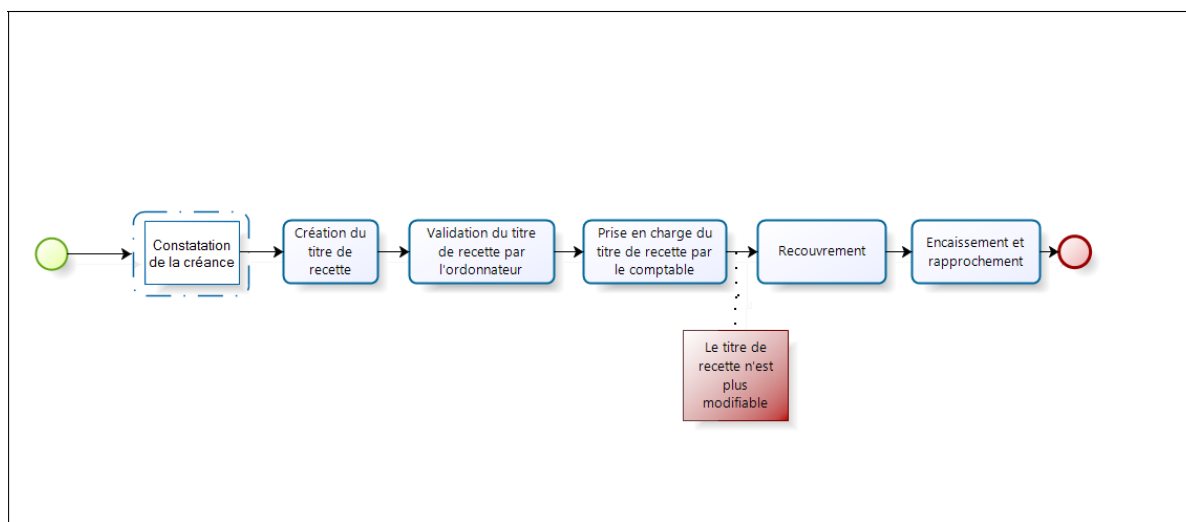 Constatation
de la créance
Création du
titre de
recette
Validation du titre
de recette par
l'ordonnateur
Prise en charge du
titre de recette par
le comptable
Recouvrement
Encaissement et
rapprochement
Le titre de
recette n'est
plus
modifiable